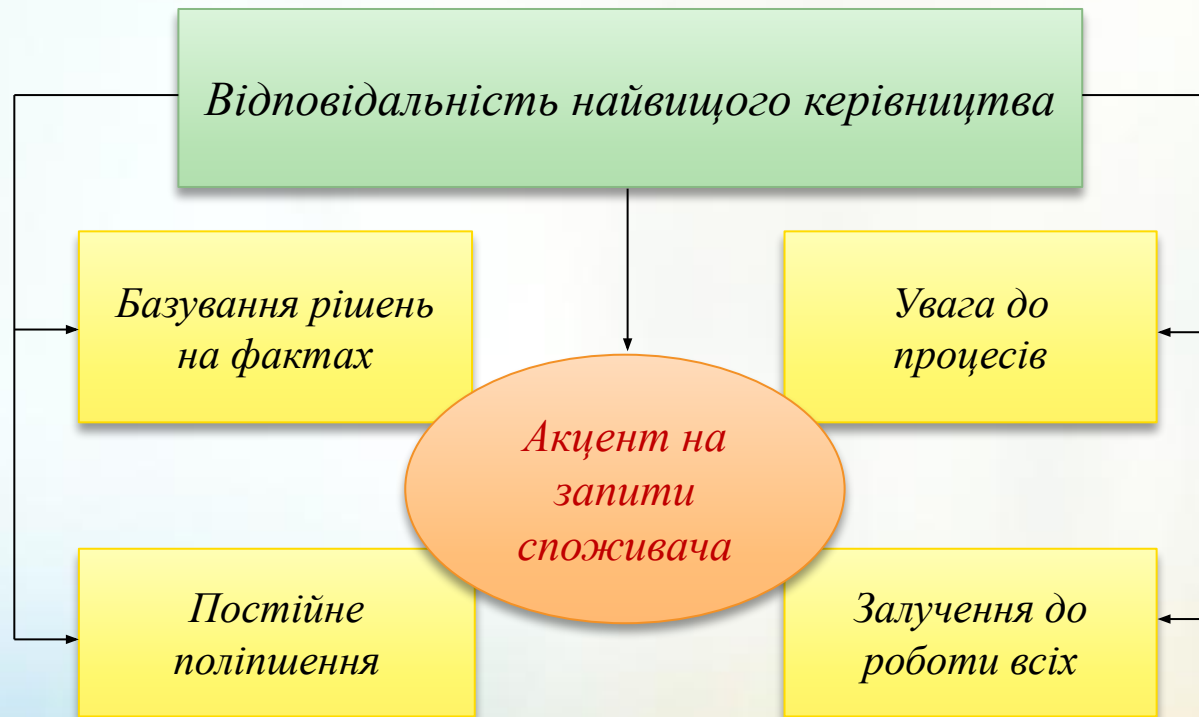 Відповідальність найвищого керівництва
Базування рішень
на фактах
Увага до
процесів
Акцент на
запити
споживача
Постійне
поліпшення
Залучення до
роботи всіх